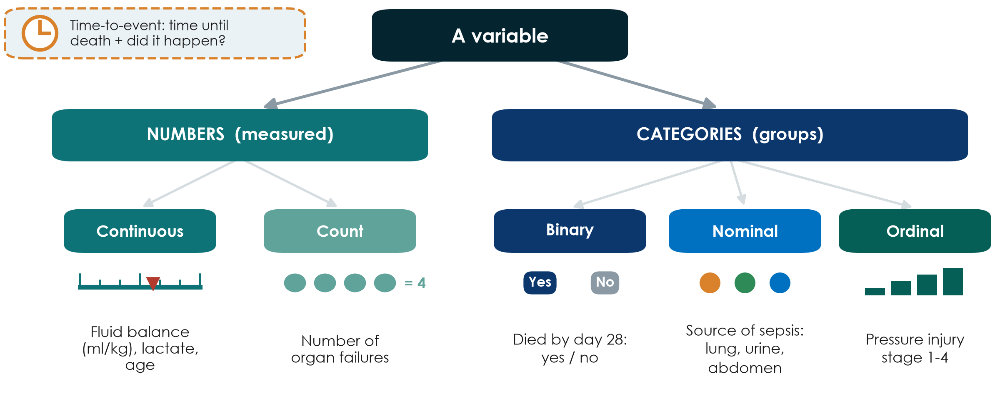 Time-to-event: time until
death + did it happen?
A variable
NUMBERS (measured)
CATEGORIES (groups)
Continuous
Count
Binary
Nominal
Ordinal
= 4
Yes
No
Fluid balance
(ml/kg), lactate,
age
Number of
organ failures
Died by day 28:
yes / no
Source of sepsis:
lung, urine,
abdomen
Pressure injury
stage 1-4